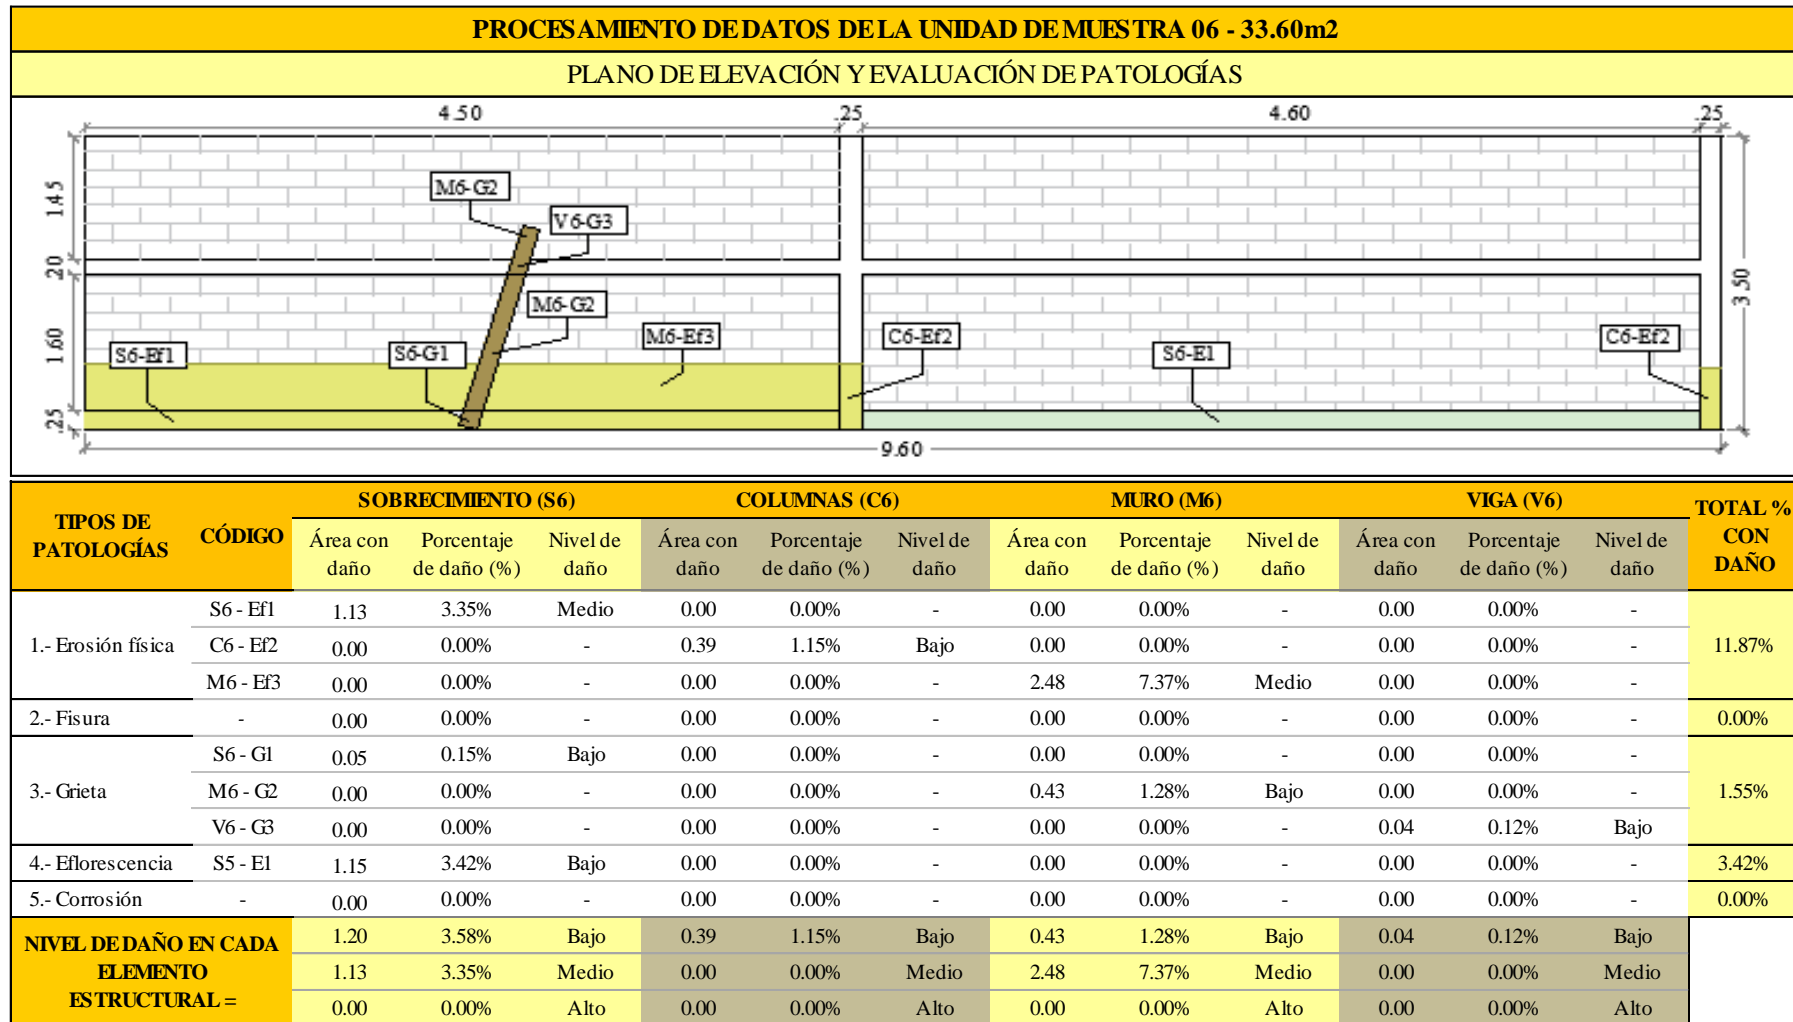 PROCESAMIENTO DE DATOS DE LA UNIDAD DE MUESTRA 06 - 33.60m2
PLANO DE ELEVACIÓN Y EVALUACIÓN DE PATOLOGÍAS
4.50 .25 4.60 .25
1.45
M6-G2
V6-G3
.20
3.50
M6-G2
1.60
S6-Ef1 S6-G1 M6-Ef3 C6-Ef2 S6-E1 C6-Ef2
.25
9.60
TIPOS DE PATOLOGÍAS CÓDIGO SOBRECIMIENTO (S6) COLUMNAS (C6) MURO (M6) VIGA (V6) TOTAL % CON DAÑO
Área con daño Porcentaje de daño (%) Nivel de daño Área con daño Porcentaje de daño (%) Nivel de daño Área con daño Porcentaje de daño (%) Nivel de daño Área con daño Porcentaje de daño (%) Nivel de daño
S6 - Ef1 1.13 3.35% Medio 0.00 0.00% - 0.00 0.00% - 0.00 0.00% -
1.- Erosión física C6 - Ef2 0.00 0.00% - 0.39 1.15% Bajo 0.00 0.00% - 0.00 0.00% - 11.87%
M6 - Ef3 0.00 0.00% - 0.00 0.00% - 2.48 7.37% Medio 0.00 0.00% -
2.- Fisura - 0.00 0.00% - 0.00 0.00% - 0.00 0.00% - 0.00 0.00% - 0.00%
S6 - G1 0.05 0.15% Bajo 0.00 0.00% - 0.00 0.00% - 0.00 0.00% -
3.- Grieta M6 - G2 0.00 0.00% - 0.00 0.00% - 0.43 1.28% Bajo 0.00 0.00% - 1.55%
V6 - G3 0.00 0.00% - 0.00 0.00% - 0.00 0.00% - 0.04 0.12% Bajo
4.- Eflorescencia S5 - E1 1.15 3.42% Bajo 0.00 0.00% - 0.00 0.00% - 0.00 0.00% - 3.42%
5.- Corrosión - 0.00 0.00% - 0.00 0.00% - 0.00 0.00% - 0.00 0.00% - 0.00%
NIVEL DE DAÑO EN CADA 1.20 3.58% Bajo 0.39 1.15% Bajo 0.43 1.28% Bajo 0.04 0.12% Bajo
ELEMENTO 1.13 3.35% Medio 0.00 0.00% Medio 2.48 7.37% Medio 0.00 0.00% Medio
ESTRUCTURAL = 0.00 0.00% Alto 0.00 0.00% Alto 0.00 0.00% Alto 0.00 0.00% Alto